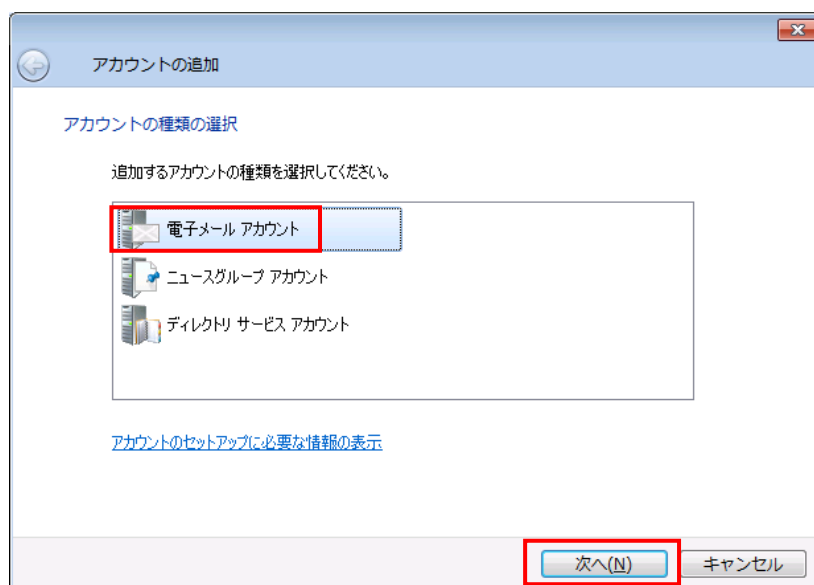 アカウントの追加
アカウントの種類の選択
追加するアカウントの種類を選択してください。
電子メール アカウント
ニュースグループ アカウント
ディレクトリ サービス アカウント
アカウントのセットアップに必要な情報の表示
次へ(N)
キャンセル